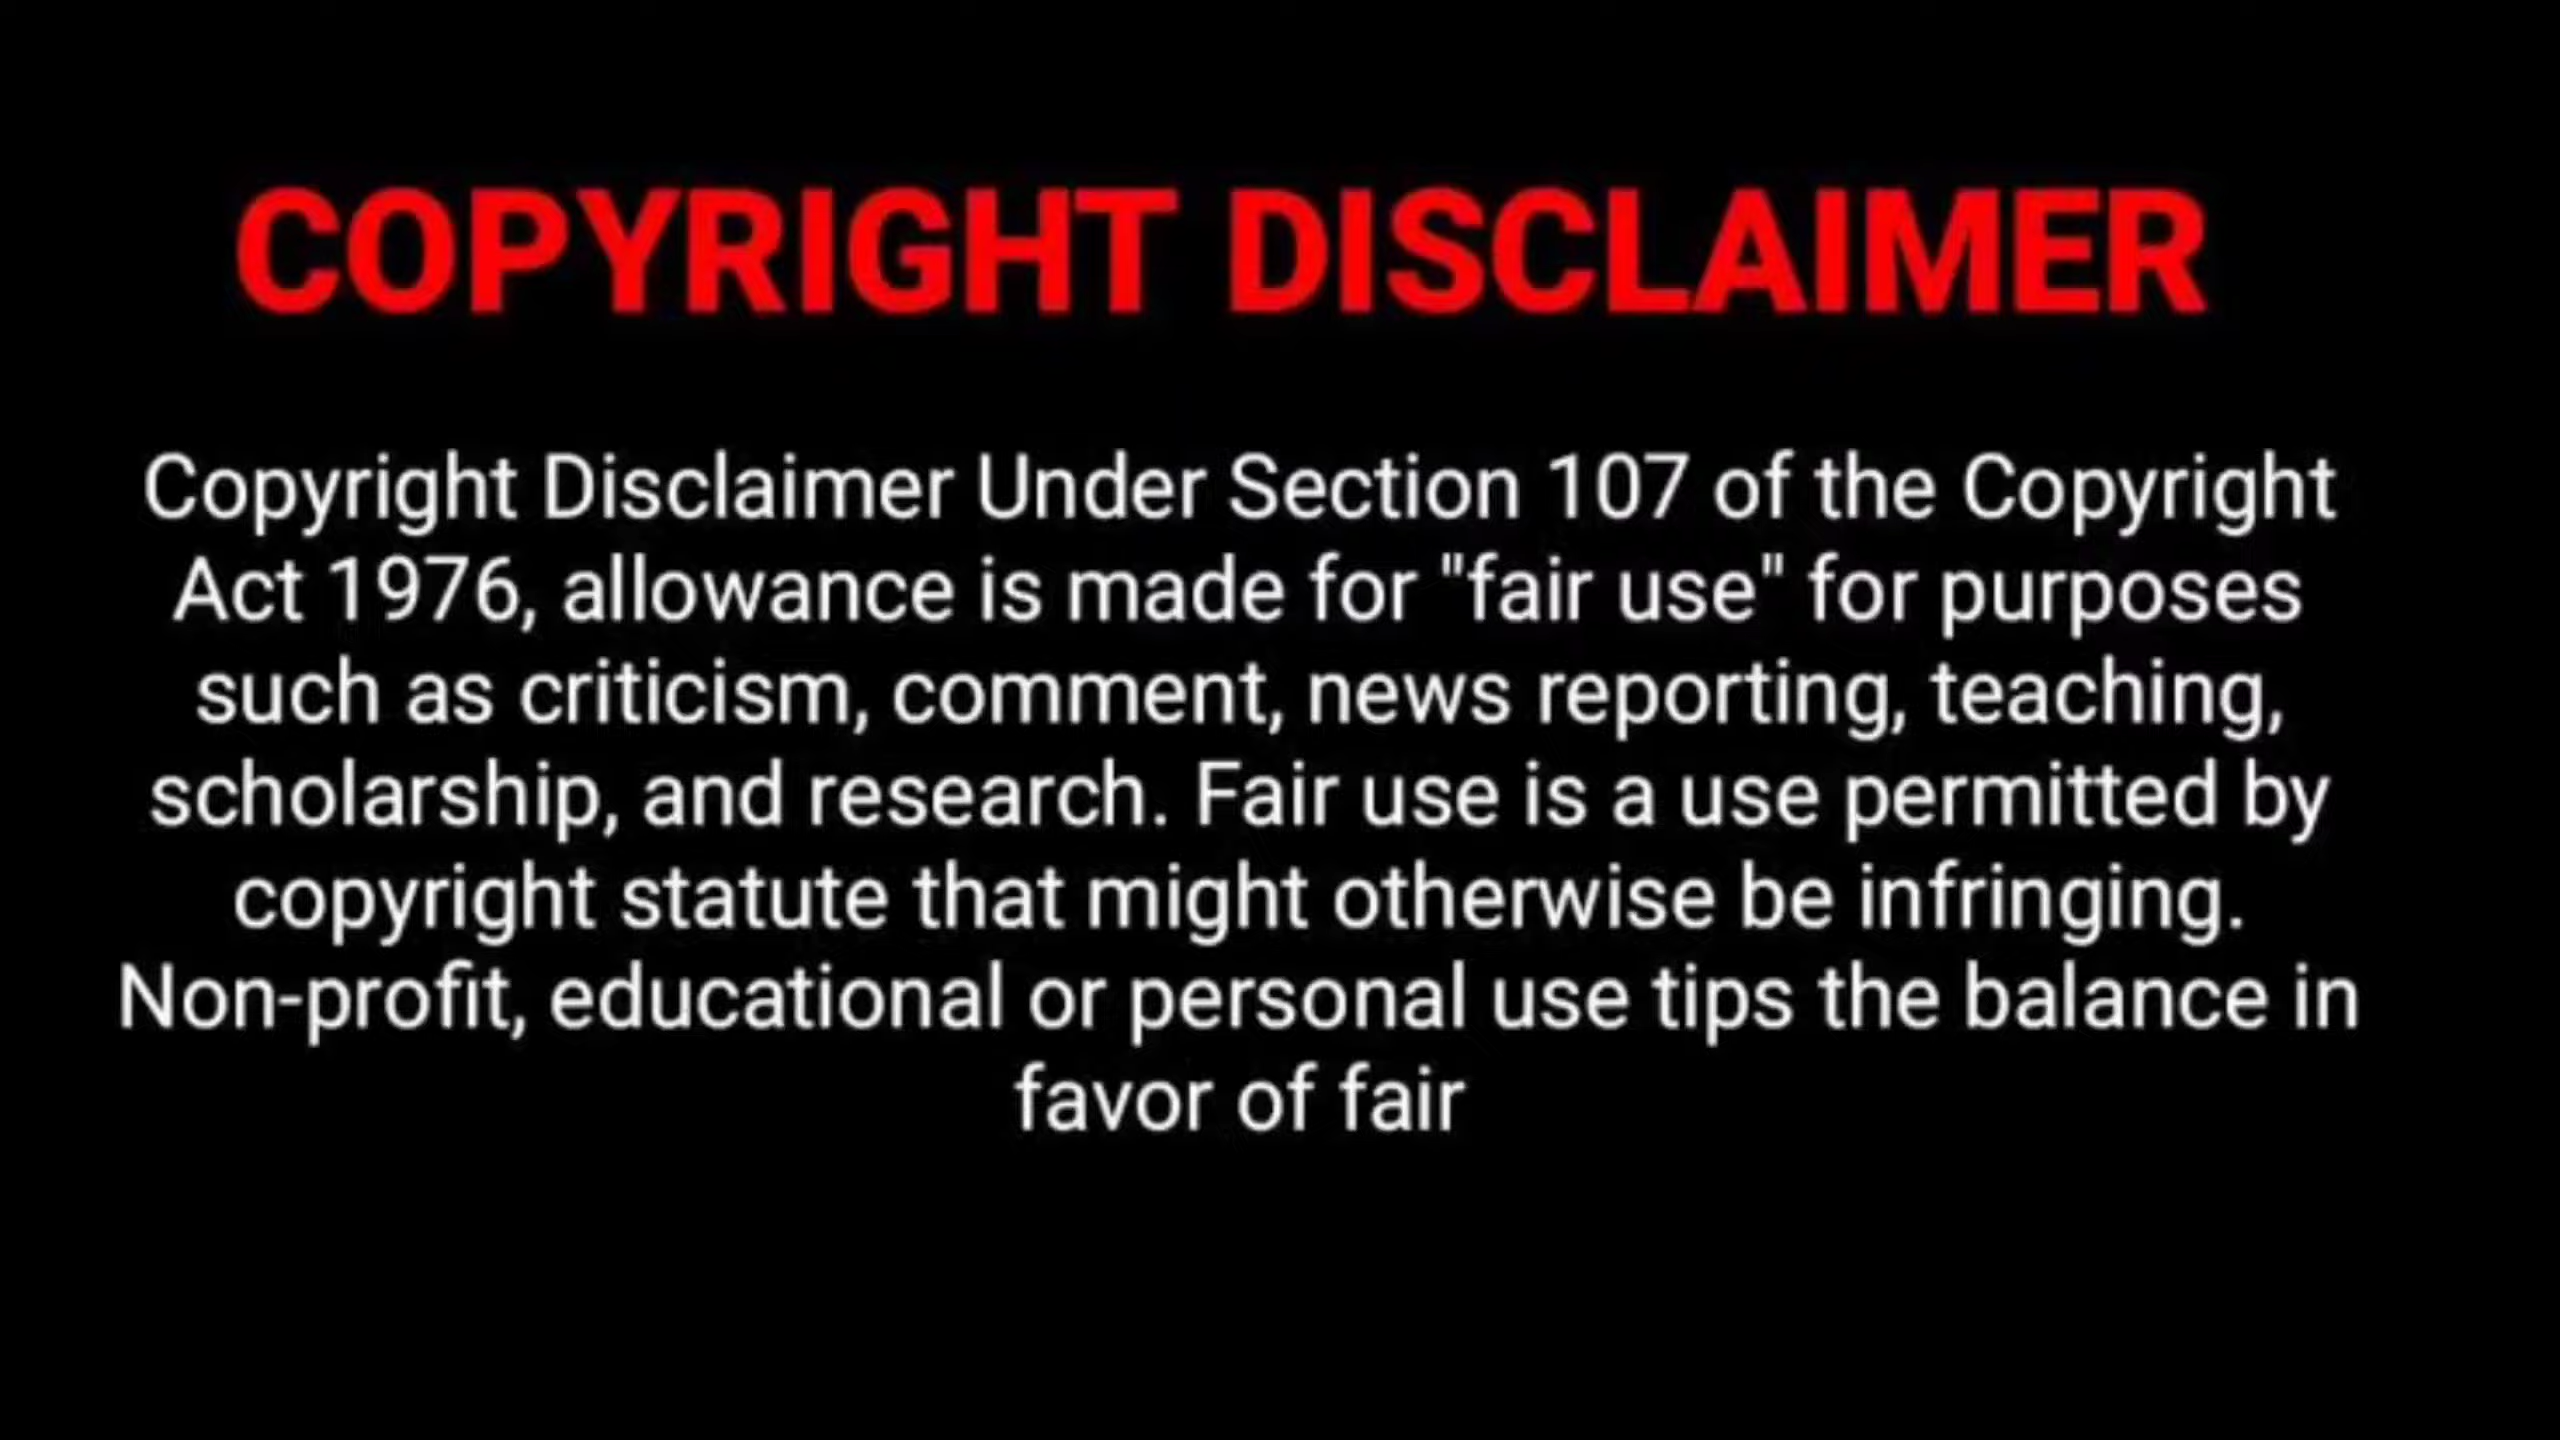 COPYRIGHT DISCLAIMER
Copyright Disclaimer Under Section 107 of the Copyright
Act 1976, allowance is made for "fair use" for purposes
such as criticism, comment, news reporting, teaching,
scholarship, and research. Fair use is a use permitted by
copyright statute that might otherwise be infringing.
Non-profit, educational or personal use tips the balance in
favor of fair